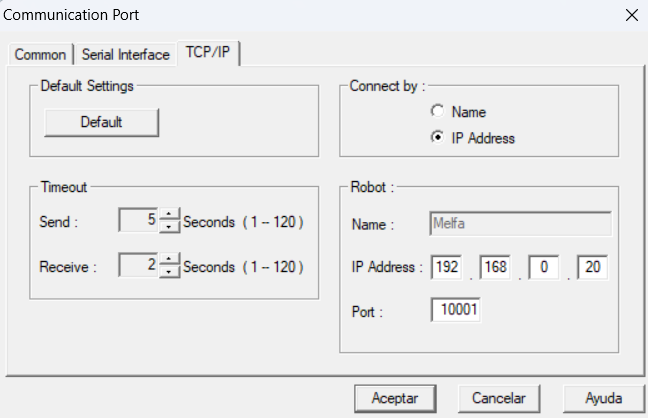 Communication Port
Common Serial Interface TCP/IP
Default Settings
Default
Connect by :
Name
IP Address
Timeout
Send : 5 Seconds ( 1 -- 120 )
Receive : 2 Seconds ( 1 -- 120 )
Robot :
Name : Melfa
IP Address : 192 . 168 . 0 . 20
Port : 10001
Aceptar Cancelar Ayuda